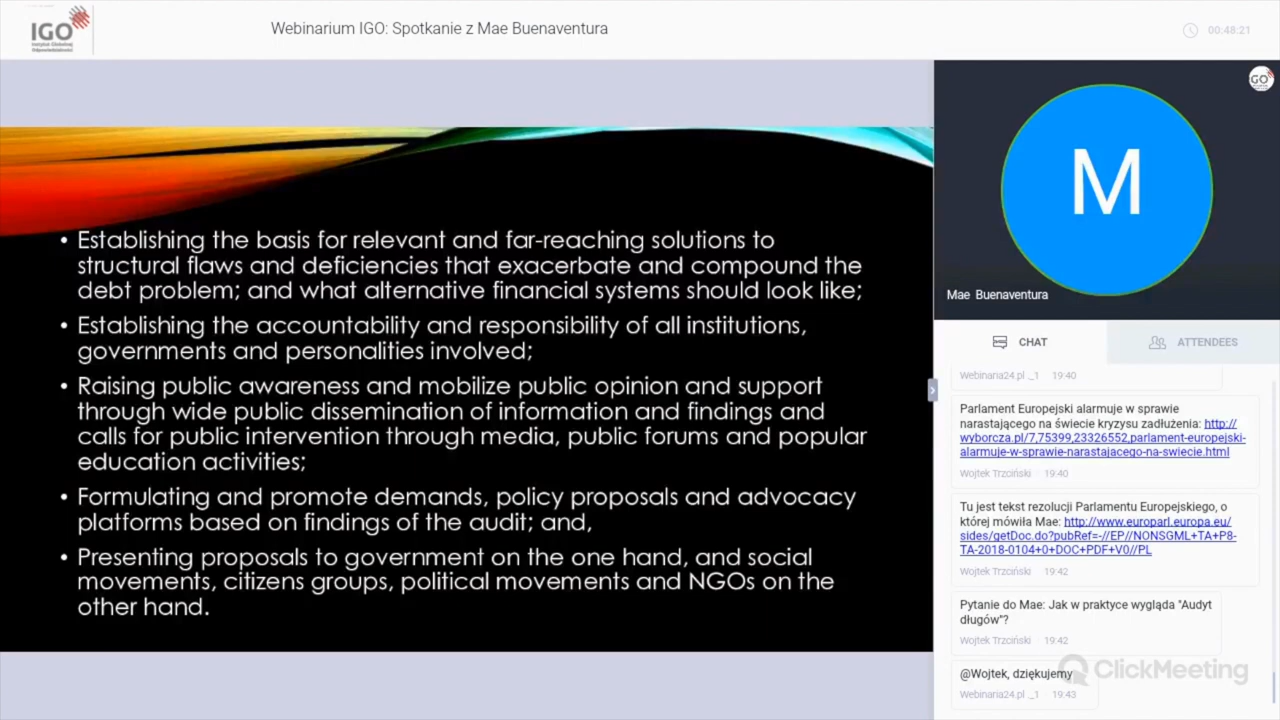 IGO
Instytut Globalnej
Odpowiedzialności
Webinarium IGO: Spotkanie z Mae Buenaventura
00:48:21
• Establishing the basis for relevant and far-reaching solutions to
structural flaws and deficiencies that exacerbate and compound the
debt problem; and what alternative financial systems should look like;
• Establishing the accountability and responsibility of all institutions,
governments and personalities involved;
• Raising public awareness and mobilize public opinion and support
through wide public dissemination of information and findings and
calls for public intervention through media, public forums and popular
education activities;
• Formulating and promote demands, policy proposals and advocacy
platforms based on findings of the audit; and,
• Presenting proposals to government on the one hand, and social
movements, citizens groups, political movements and NGOs on the
other hand.
GO
M
Mae Buenaventura
CHAT
ATTENDEES
Webinaria24.pl ._1 19:40
Parlament Europejski alarmuje w sprawie
narastającego na świecie kryzysu zadłużenia: http://
wyborcza.pl/7,75399,23326552,parlament-europejski-
alarmuje-w-sprawie-narastajacego-na-swiecie.html
Wojtek Trzciński 19:40
Tu jest tekst rezolucji Parlamentu Europejskiego, o
której mówiła Mae: http://www.europarl.europa.eu/
sides/getDoc.do?pubRef=-//EP//NONSGML+TA+P8-
TA-2018-0104+0+DOC+PDF+V0//PL
Wojtek Trzciński 19:42
Pytanie do Mae: Jak w praktyce wygląda "Audyt
długów"?
Wojtek Trzciński 19:42
@Wojtek, dziękujemy
Webinaria24.pl ._1 19:43
ClickMeeting